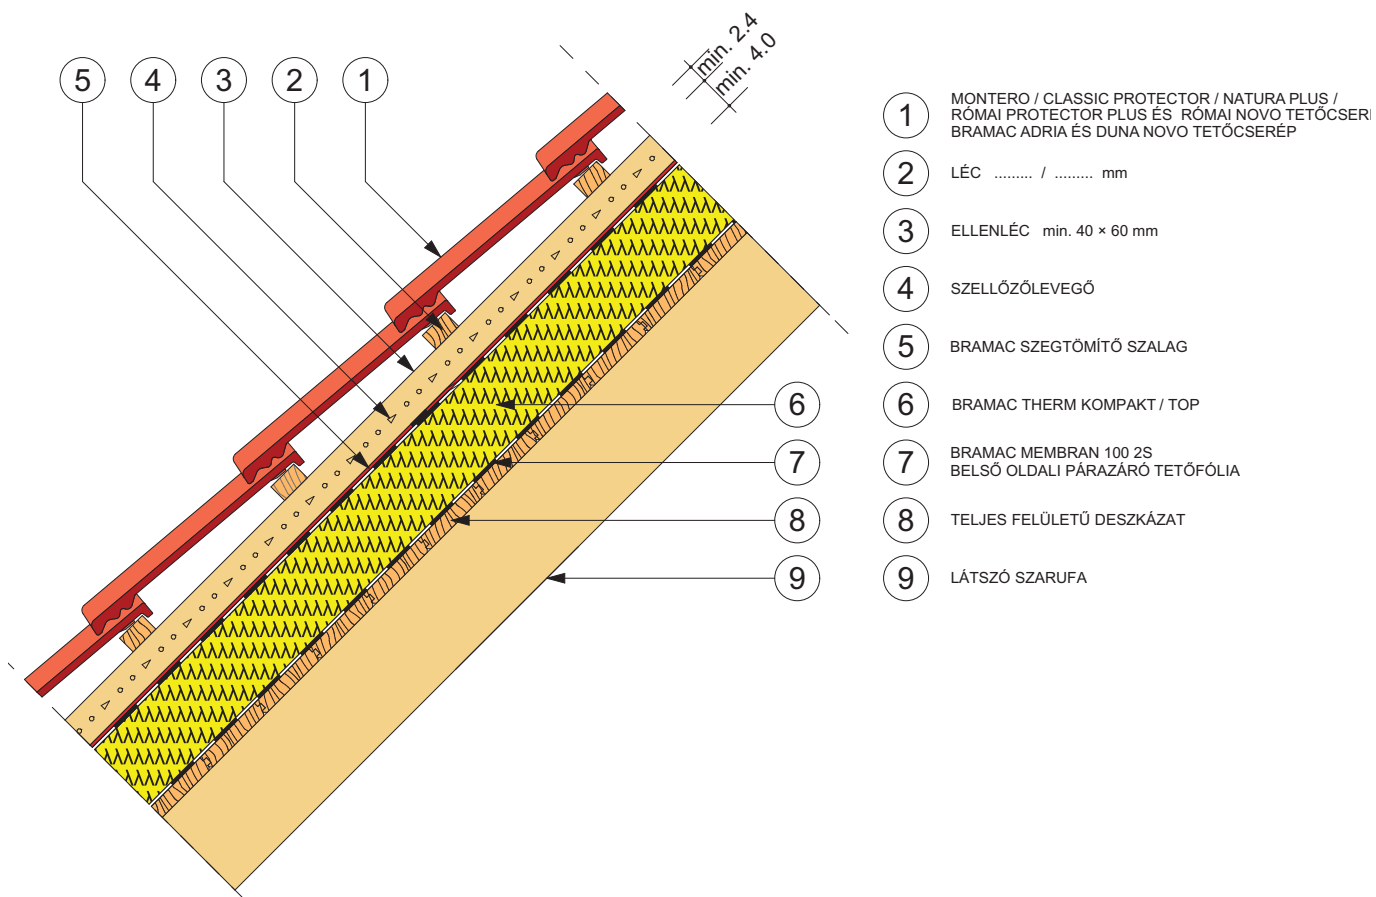 5 4 3 2 1
min. 2.4
min. 4.0
1 MONTERO / CLASSIC PROTECTOR / NATURA PLUS /
RÓMAI PROTECTOR PLUS ÉS RÓMAI NOVO TETŐCSER
BRAMAC ADRIA ÉS DUNA NOVO TETŐCSERÉP
2 LÉC ......... / ......... mm
3 ELLENLÉC min. 40 × 60 mm
4 SZELLŐZŐLEVEGŐ
5 BRAMAC SZEGTÖMÍTŐ SZALAG
6 BRAMAC THERM KOMPAKT / TOP
7 BRAMAC MEMBRAN 100 2S
BELSŐ OLDALI PÁRAZÁRÓ TETŐFÓLIA
8 TELJES FELÜLETŰ DESZKÁZAT
9 LÁTSZÓ SZARUFA
6
7
8
9